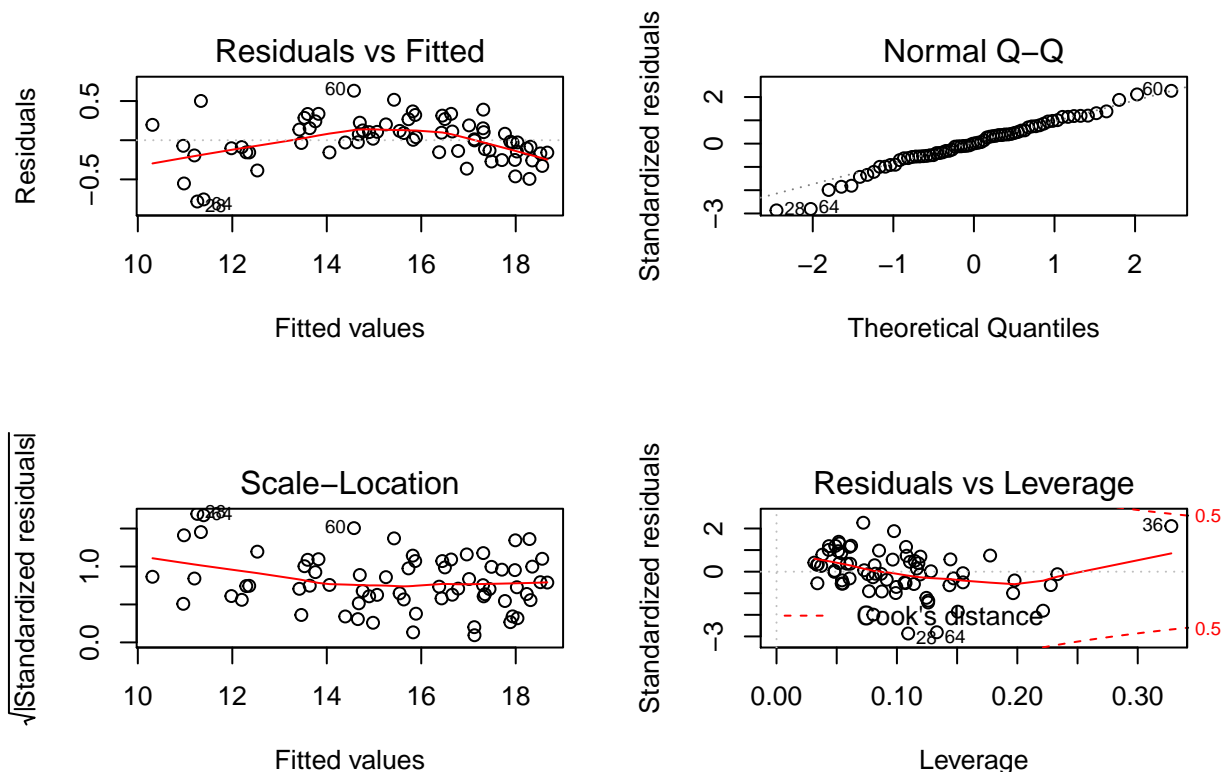 Residuals vs Fitted
Residuals
0.5
−0.5
60
28
64
10 12 14 16 18
Fitted values
Normal Q−Q
Standardized residuals
2
0
−3
60
28
64
−2 −1 0 1 2
Theoretical Quantiles
Scale−Location
√|Standardized residuals|
1.0
0.0
28
64
60
10 12 14 16 18
Fitted values
Residuals vs Leverage
Standardized residuals
2
0
−3
36
0.5
0.5
Cook's distance
28
64
0.00 0.10 0.20 0.30
Leverage